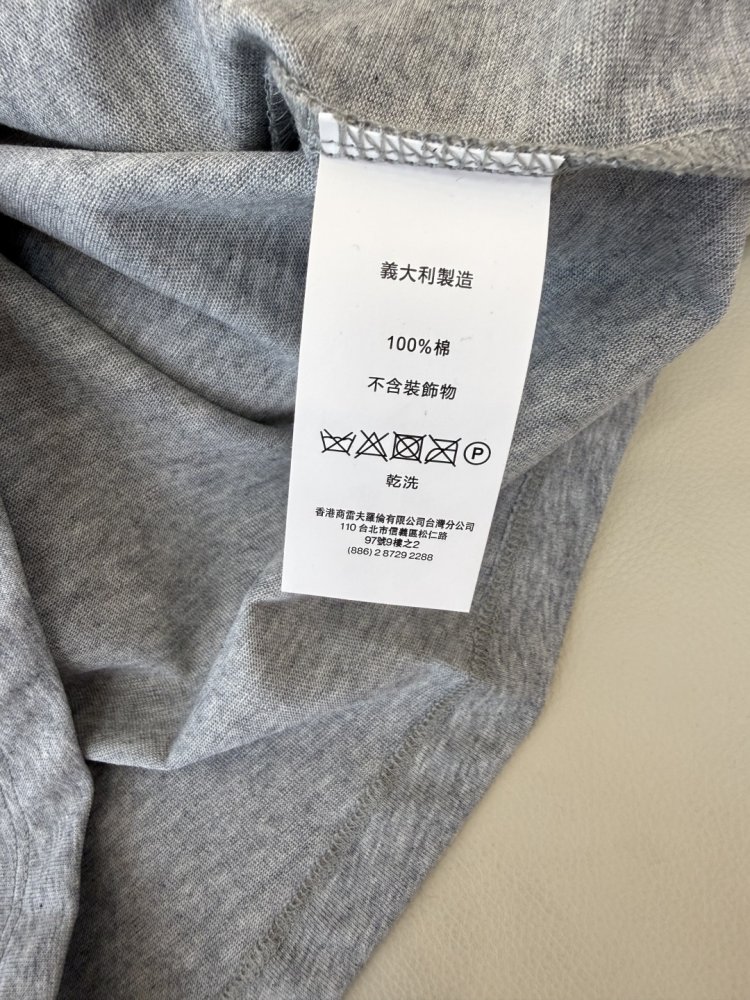 義大利製造
100%棉
不含裝飾物
P
乾洗
香港商雷夫羅倫有限公司台灣分公司
110 台北市信義區松仁路
97號9樓之2
(886) 2 8729 2288